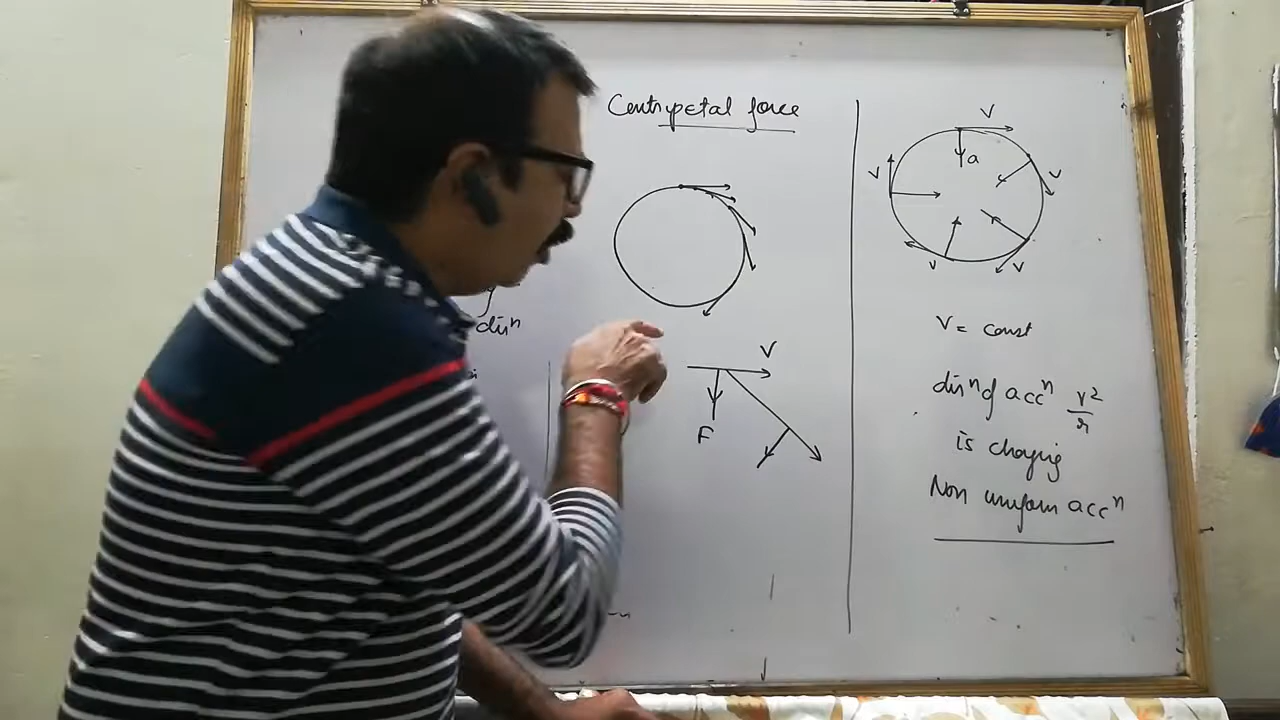 Centripetal force
dirⁿ
V
F
V
a
V
V
V
V
V = const
dirⁿ of accⁿ v²/r
is changing
Non uniform accⁿ